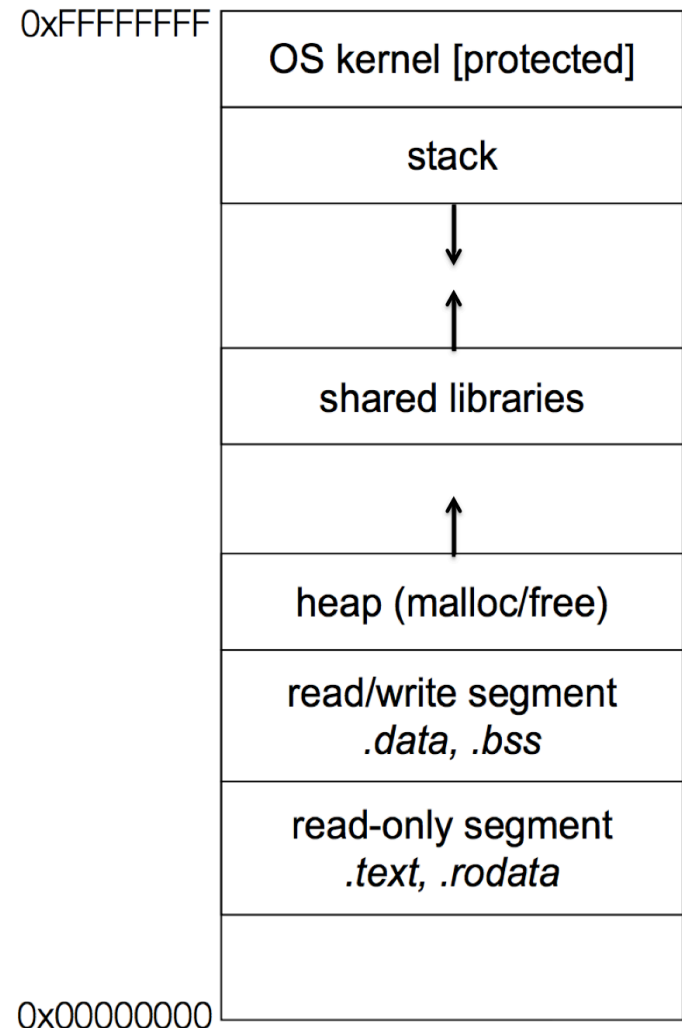 0xFFFFFFFF
OS kernel [protected]
stack
shared libraries
heap (malloc/free)
read/write segment
.data, .bss
read-only segment
.text, .rodata
0x00000000